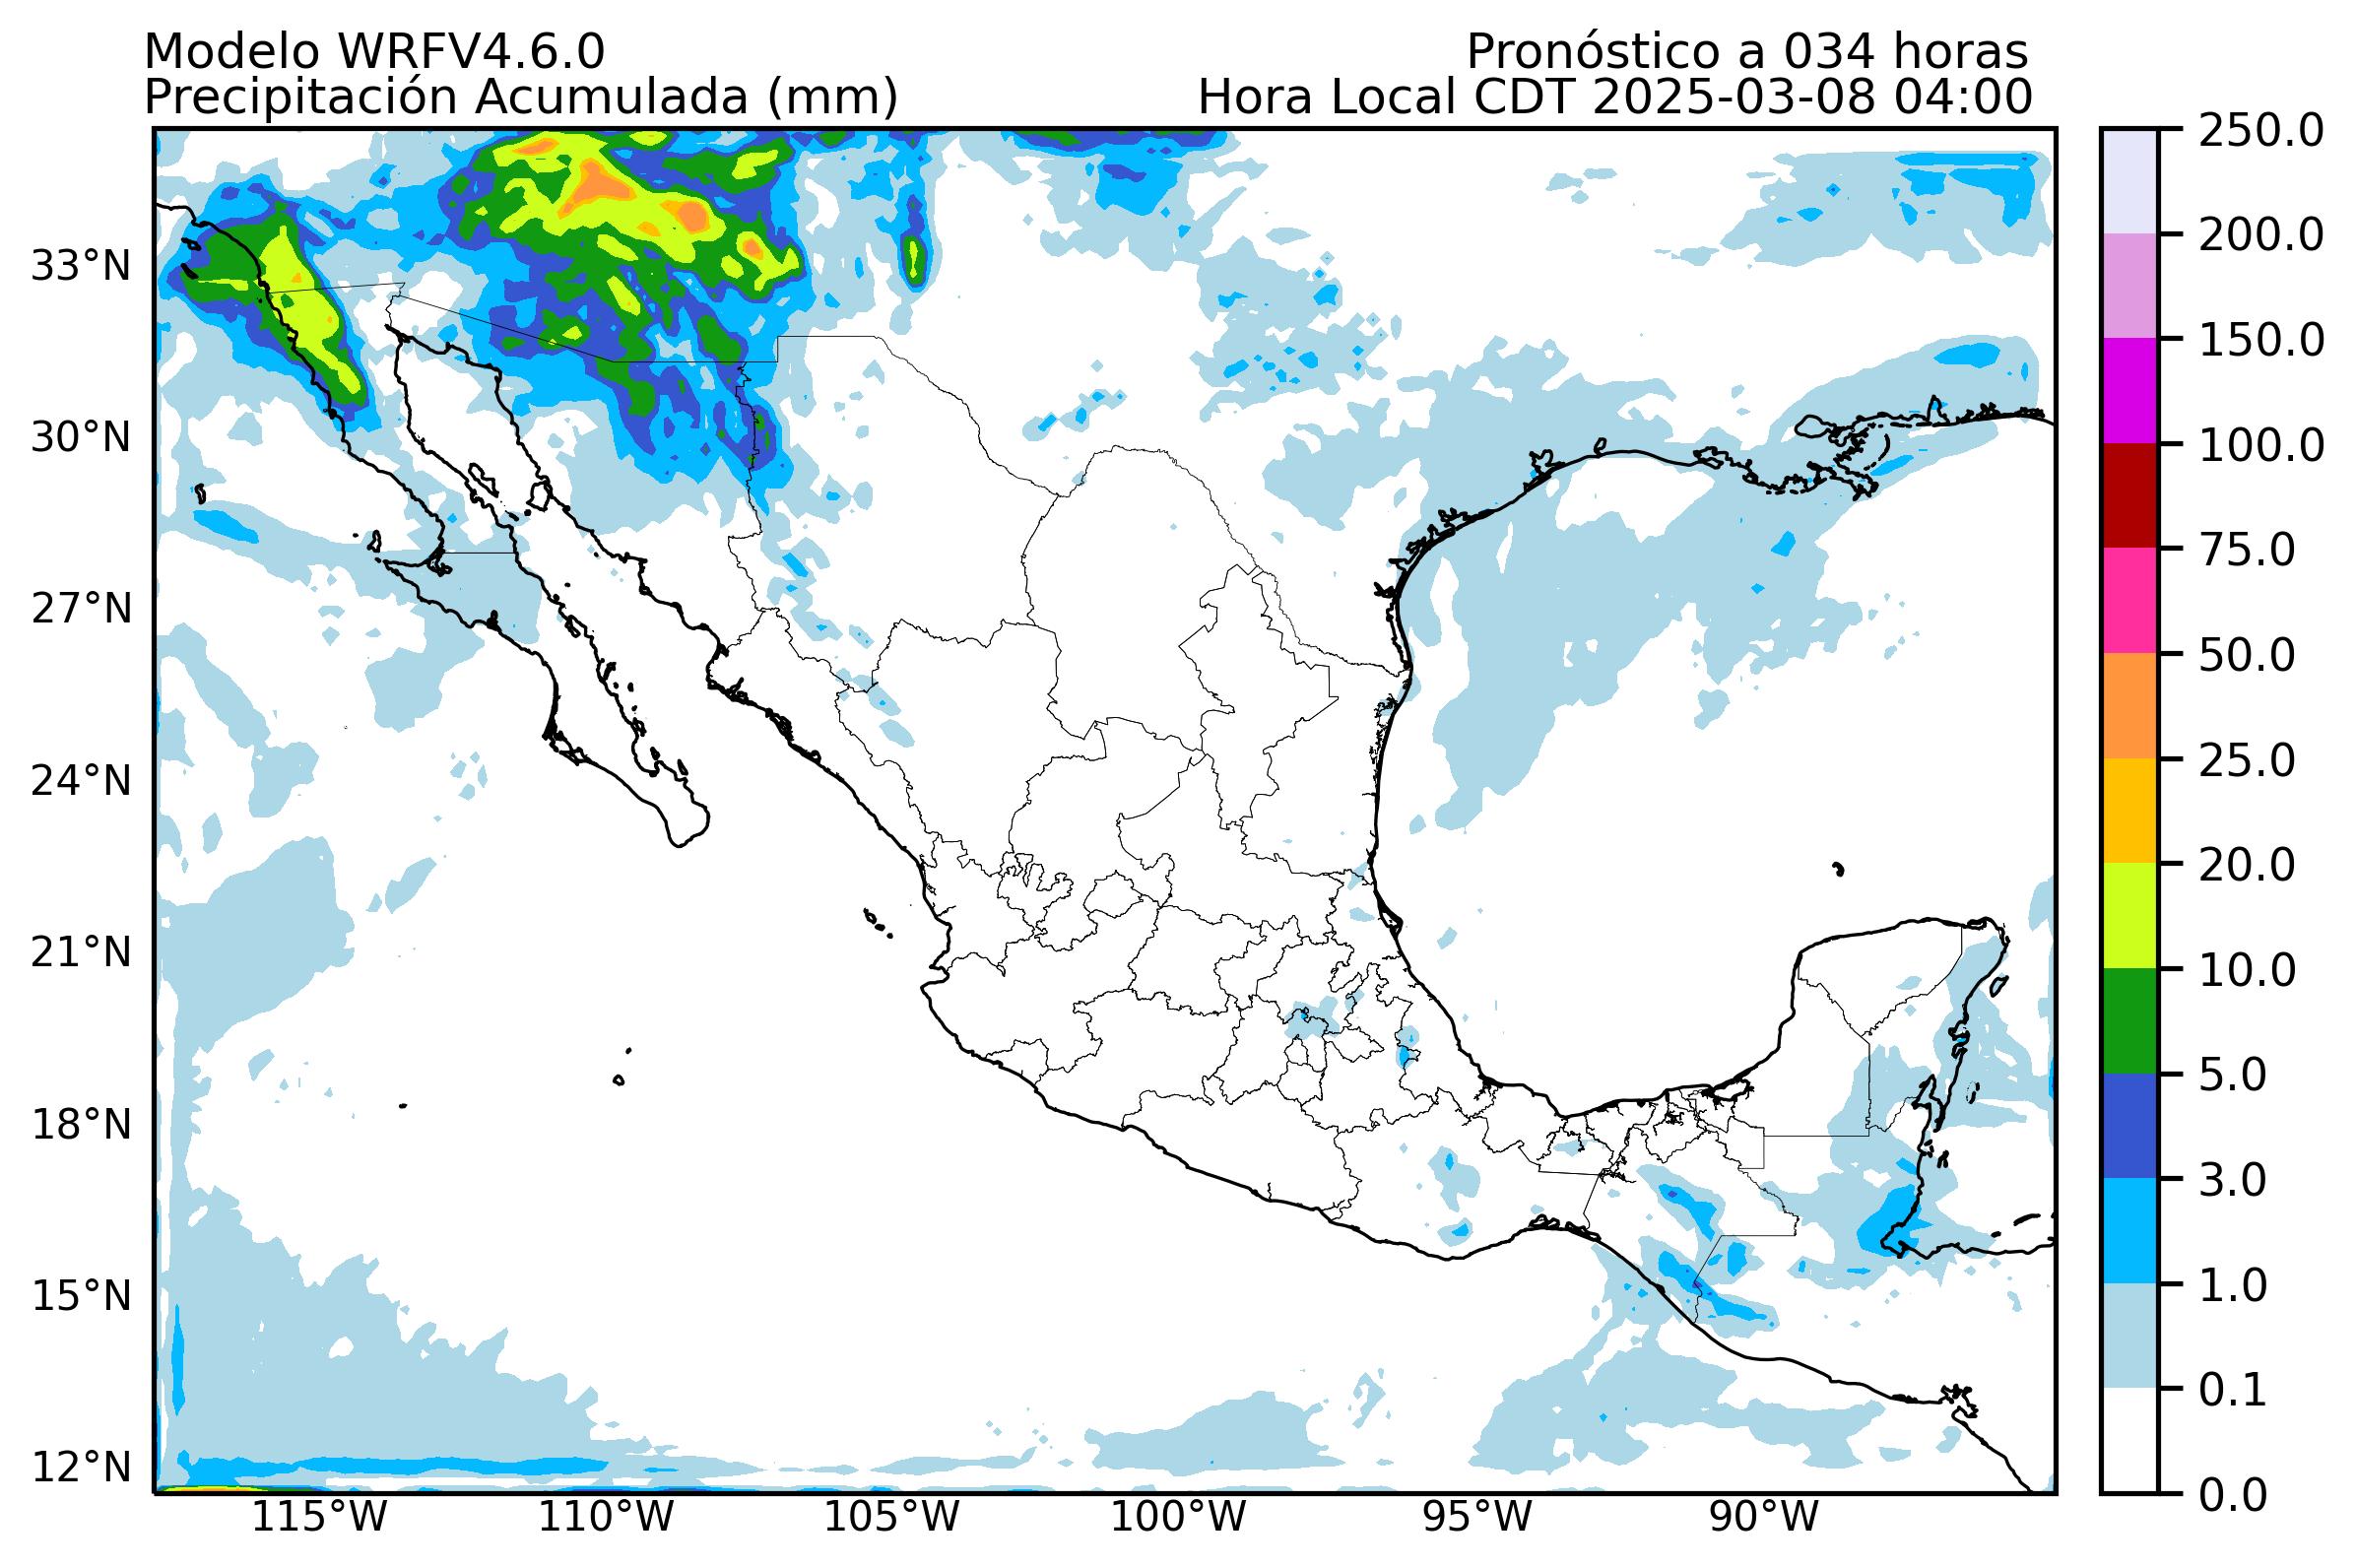 Modelo WRFV4.6.0
Pronóstico a 034 horas
Precipitación Acumulada (mm)
Hora Local CDT 2025-03-08 04:00
33°N
30°N
27°N
24°N
21°N
18°N
15°N
12°N
115°W
110°W
105°W
100°W
95°W
90°W
250.0
200.0
150.0
100.0
75.0
50.0
25.0
20.0
10.0
5.0
3.0
1.0
0.1
0.0